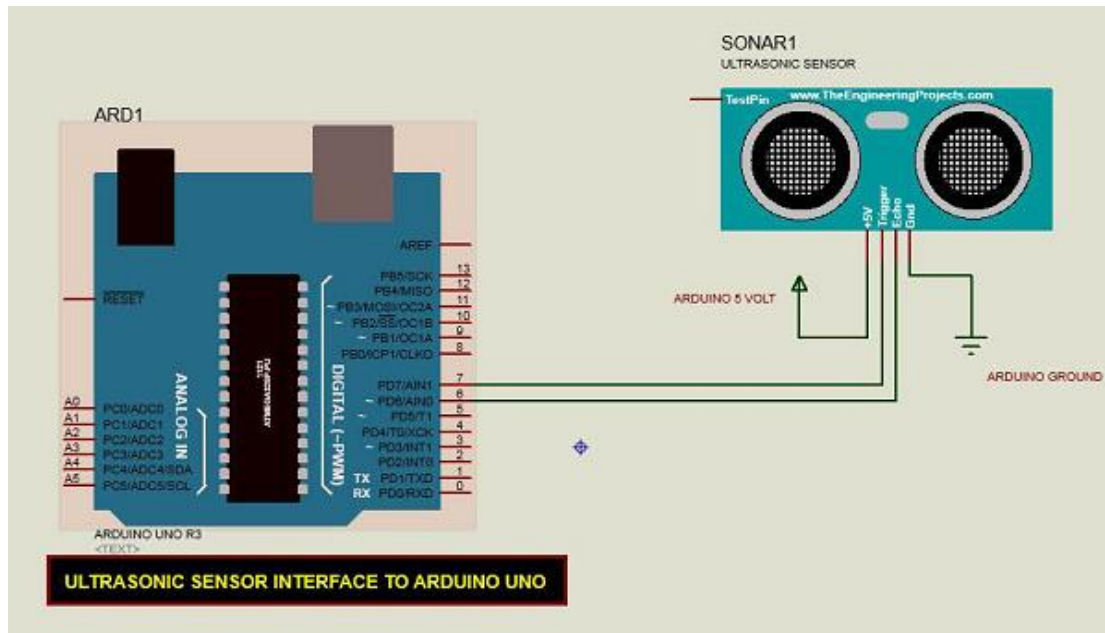 SONAR1
ULTRASONIC SENSOR
TestPin
www.TheEngineeringProjects.com
+5V
Trigger
Echo
Gnd
ARDUINO 5 VOLT
ARDUINO GROUND
ARD1
RESET
AREF
PB5/SCK 13
PB4/MISO 12
~ PB3/MOSI/OC2A 11
~ PB2/SS/OC1B 10
~ PB1/OC1A 9
PB0/ICP1/CLKO 8
PD7/AIN1 7
~ PD6/AIN0 6
~ PD5/T1 5
PD4/T0/XCK 4
~ PD3/INT1 3
PD2/INT0 2
TX PD1/TXD 1
RX PD0/RXD 0
DIGITAL (~PWM)
ANALOG IN
A0 PC0/ADC0
A1 PC1/ADC1
A2 PC2/ADC2
A3 PC3/ADC3
A4 PC4/ADC4/SDA
A5 PC5/ADC5/SCL
1121
ARDUINO UNO R3
<TEXT>
ULTRASONIC SENSOR INTERFACE TO ARDUINO UNO